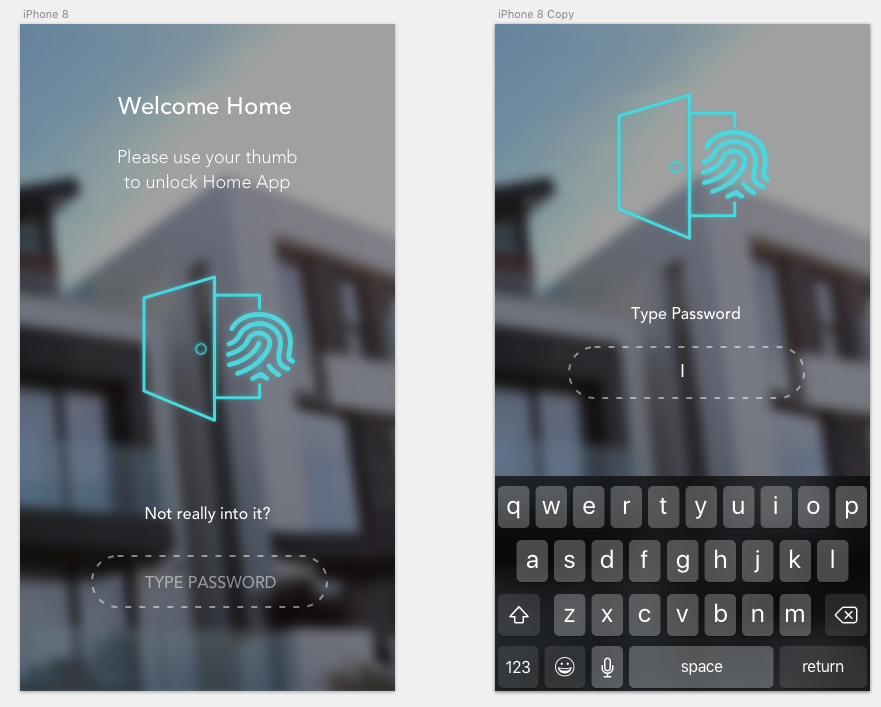 iPhone 8
Welcome Home
Please use your thumb
to unlock Home App
Not really into it?
TYPE PASSWORD
iPhone 8 Copy
Type Password
q w e r t y u i o p
a s d f g h j k l
z x c v b n m
123 space return